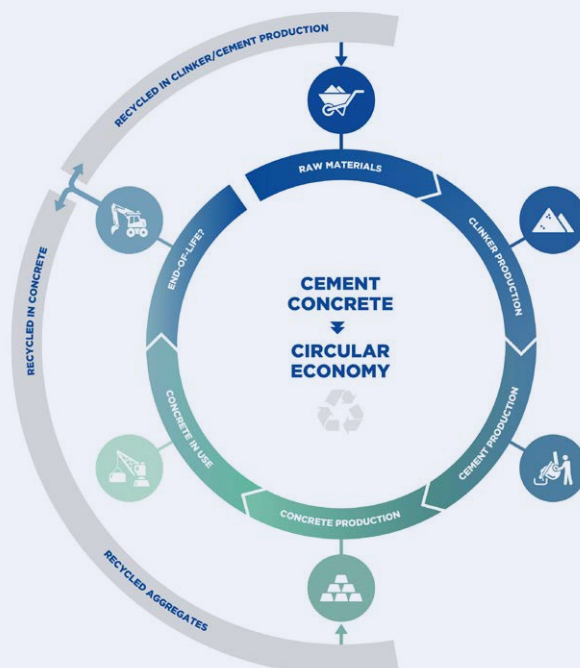 RECYCLED IN CLINKER/CEMENT PRODUCTION
RAW MATERIALS
CLINKER PRODUCTION
CEMENT PRODUCTION
CONCRETE PRODUCTION
CONCRETE IN USE
END-OF-LIFE?
CEMENT
CONCRETE
CIRCULAR
ECONOMY
RECYCLED IN CONCRETE
RECYCLED AGGREGATES